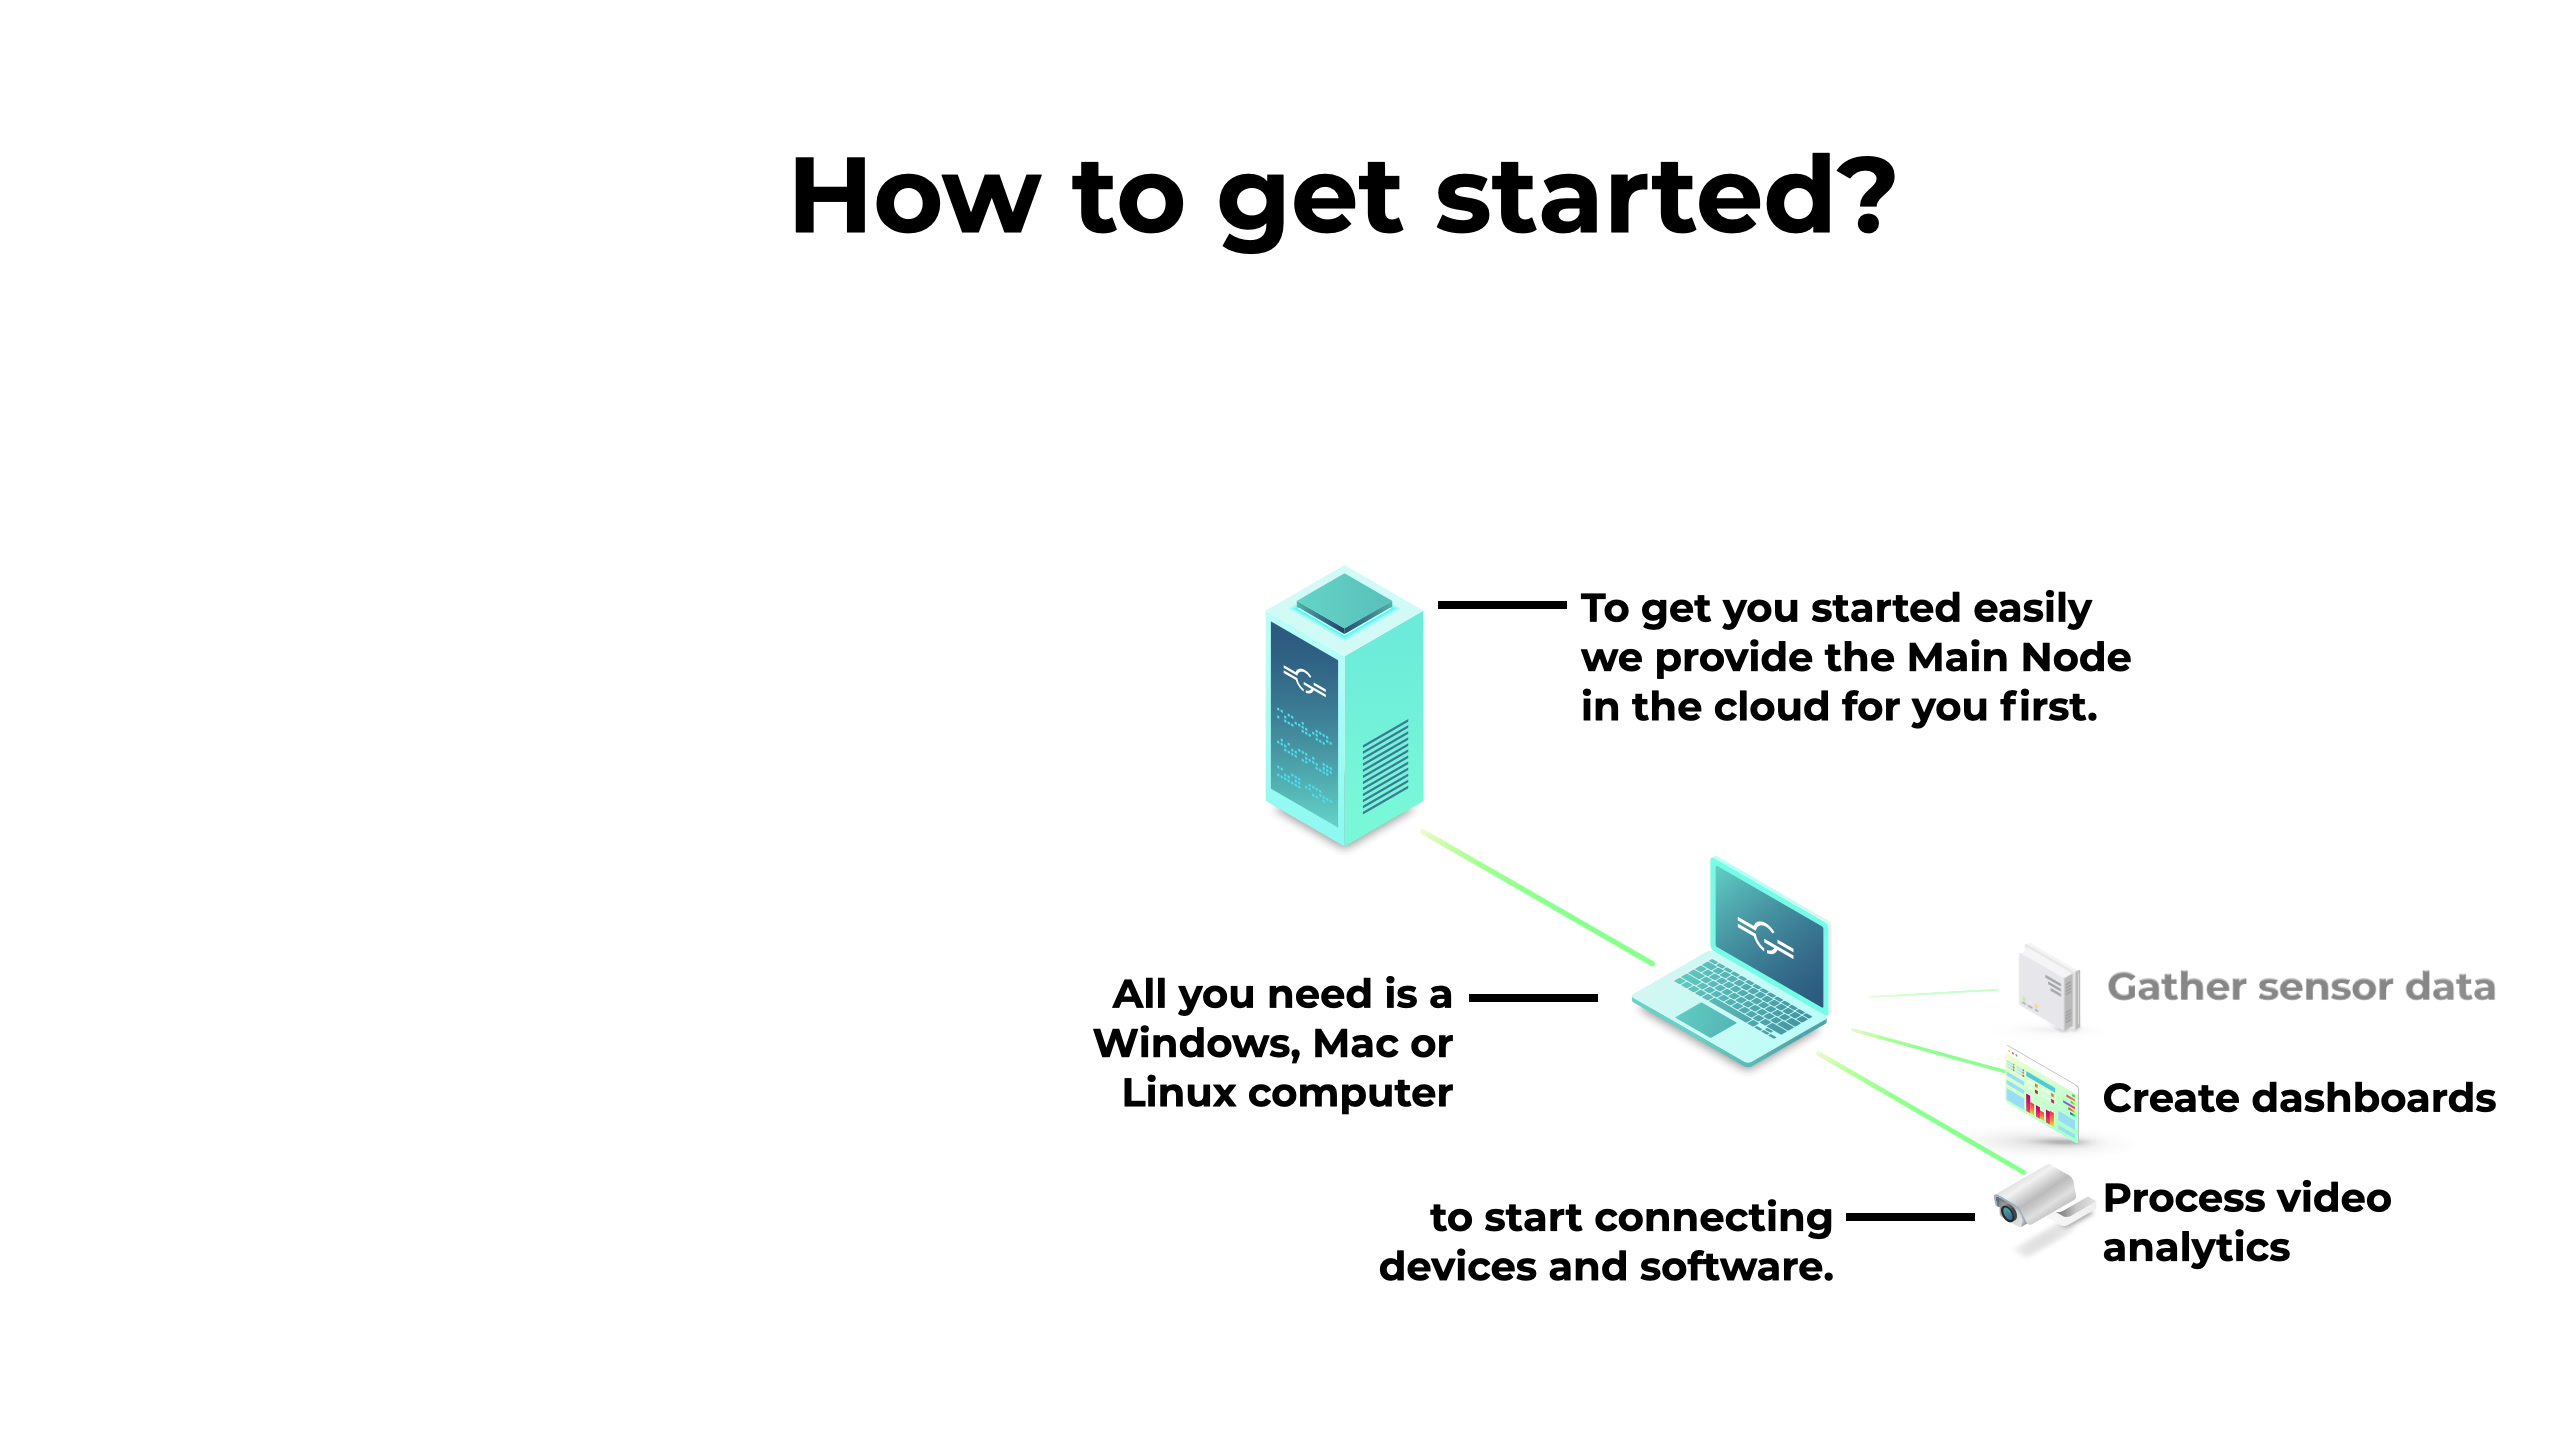 How to get started?
To get you started easily
we provide the Main Node
in the cloud for you first.
All you need is a
Windows, Mac or
Linux computer
Gather sensor data
Create dashboards
Process video
analytics
to start connecting
devices and software.